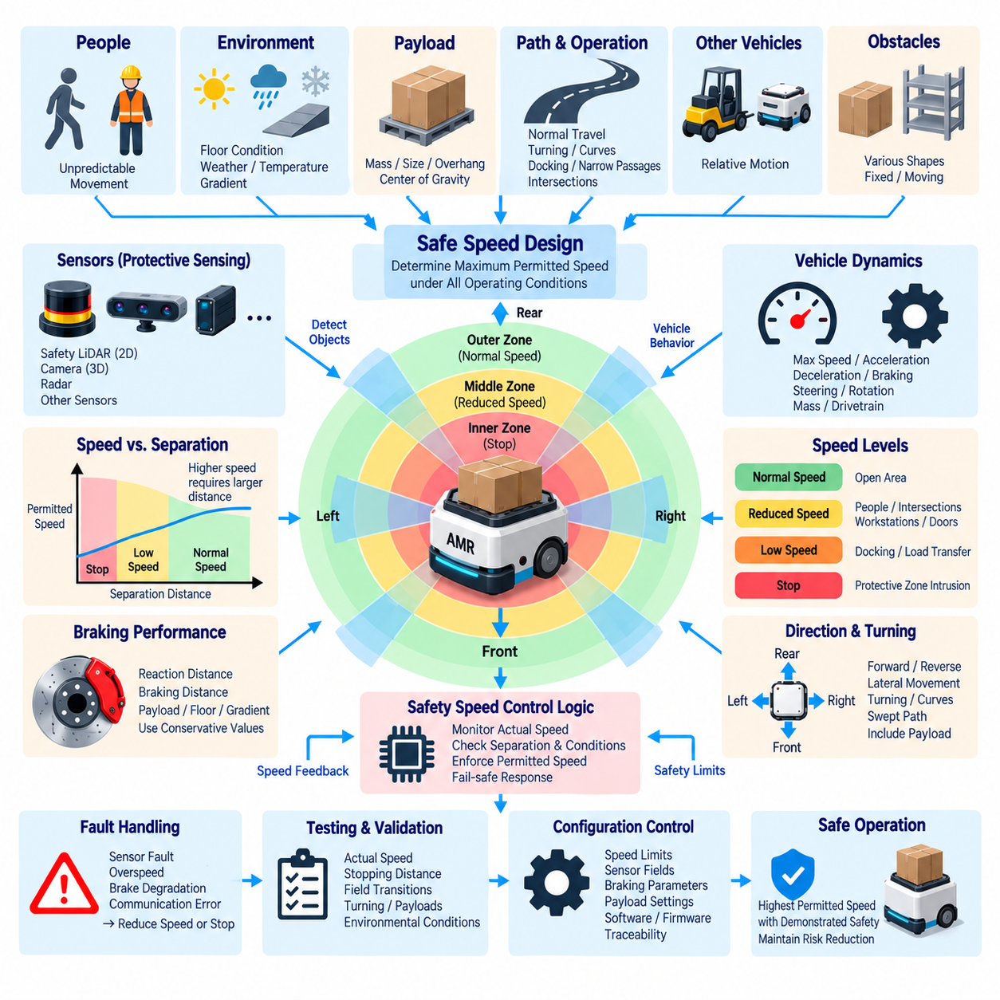 People
Unpredictable
Movement
Environment
Floor Condition
Weather / Temperature
Gradient
Payload
Mass / Size / Overhang
Center of Gravity
Path & Operation
Normal Travel
Turning / Curves
Docking / Narrow Passages
Intersections
Other Vehicles
Relative Motion
Obstacles
Various Shapes
Fixed / Moving
Safe Speed Design
Determine Maximum Permitted Speed
under All Operating Conditions
Sensors (Protective Sensing)
Safety LiDAR (2D)
Camera (3D)
Radar
Other Sensors
Detect
Objects
Rear
Vehicle
Behavior
Vehicle Dynamics
Max Speed / Acceleration
Deceleration / Braking
Steering / Rotation
Mass / Drivetrain
Outer Zone
(Normal Speed)
Middle Zone
(Reduced Speed)
Inner Zone
(Stop)
Left
Right
AMR
Front
Speed vs. Separation
Higher speed
requires larger
distance
Permitted
Speed
Stop
Low
Speed
Normal
Speed
Separation Distance
Speed Levels
Normal Speed
Open Area
Reduced Speed
People / Intersections
Workstations / Doors
Low Speed
Docking / Load Transfer
Stop
Protective Zone Intrusion
Braking Performance
Reaction Distance
Braking Distance
Payload / Floor / Gradient
Use Conservative Values
Direction & Turning
Rear
Left
Right
Front
Forward / Reverse
Lateral Movement
Turning / Curves
Swept Path
Include Payload
Safety Speed Control Logic
Monitor Actual Speed
Check Separation & Conditions
Enforce Permitted Speed
Fail-safe Response
Speed Feedback
Safety Limits
Fault Handling
Sensor Fault
Overspeed
Brake Degradation
Communication Error
→ Reduce Speed or Stop
Testing & Validation
Actual Speed
Stopping Distance
Field Transitions
Turning / Payloads
Environmental Conditions
Configuration Control
Speed Limits
Sensor Fields
Braking Parameters
Payload Settings
Software / Firmware
Traceability
Safe Operation
Highest Permitted Speed
with Demonstrated Safety
Maintain Risk Reduction